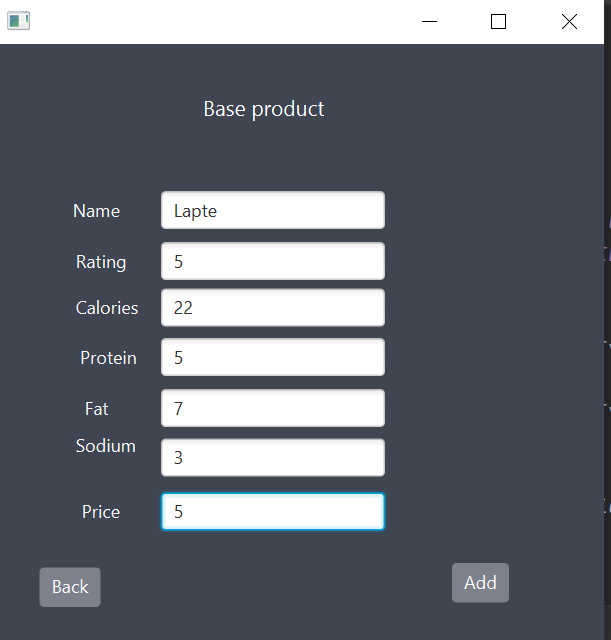 Base product
Name Lapte
Rating 5
Calories 22
Protein 5
Fat 7
Sodium 3
Price 5
Back Add